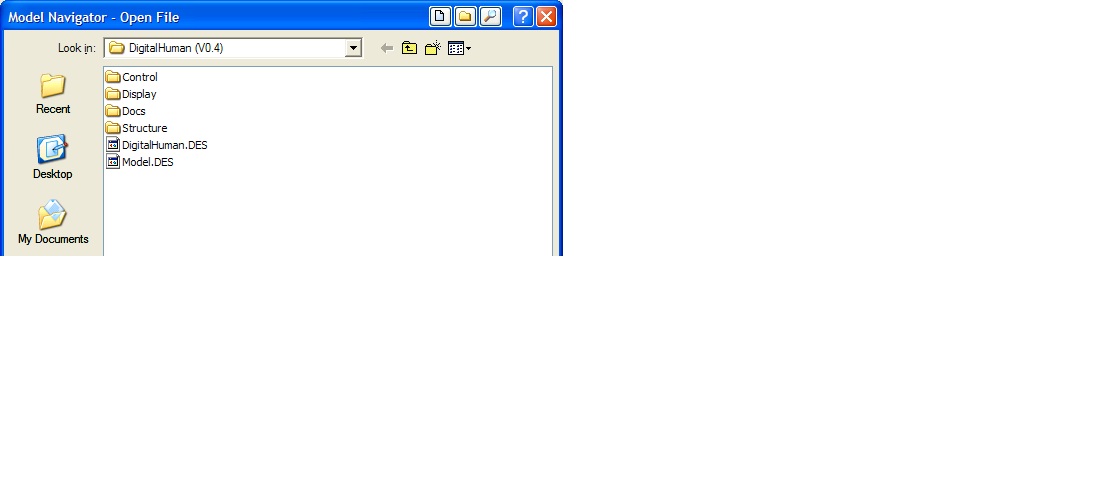 Model Navigator - Open File
Look in:
DigitalHuman (V0.4)
Recent
Desktop
My Documents
Control
Display
Docs
Structure
DigitalHuman.DES
Model.DES